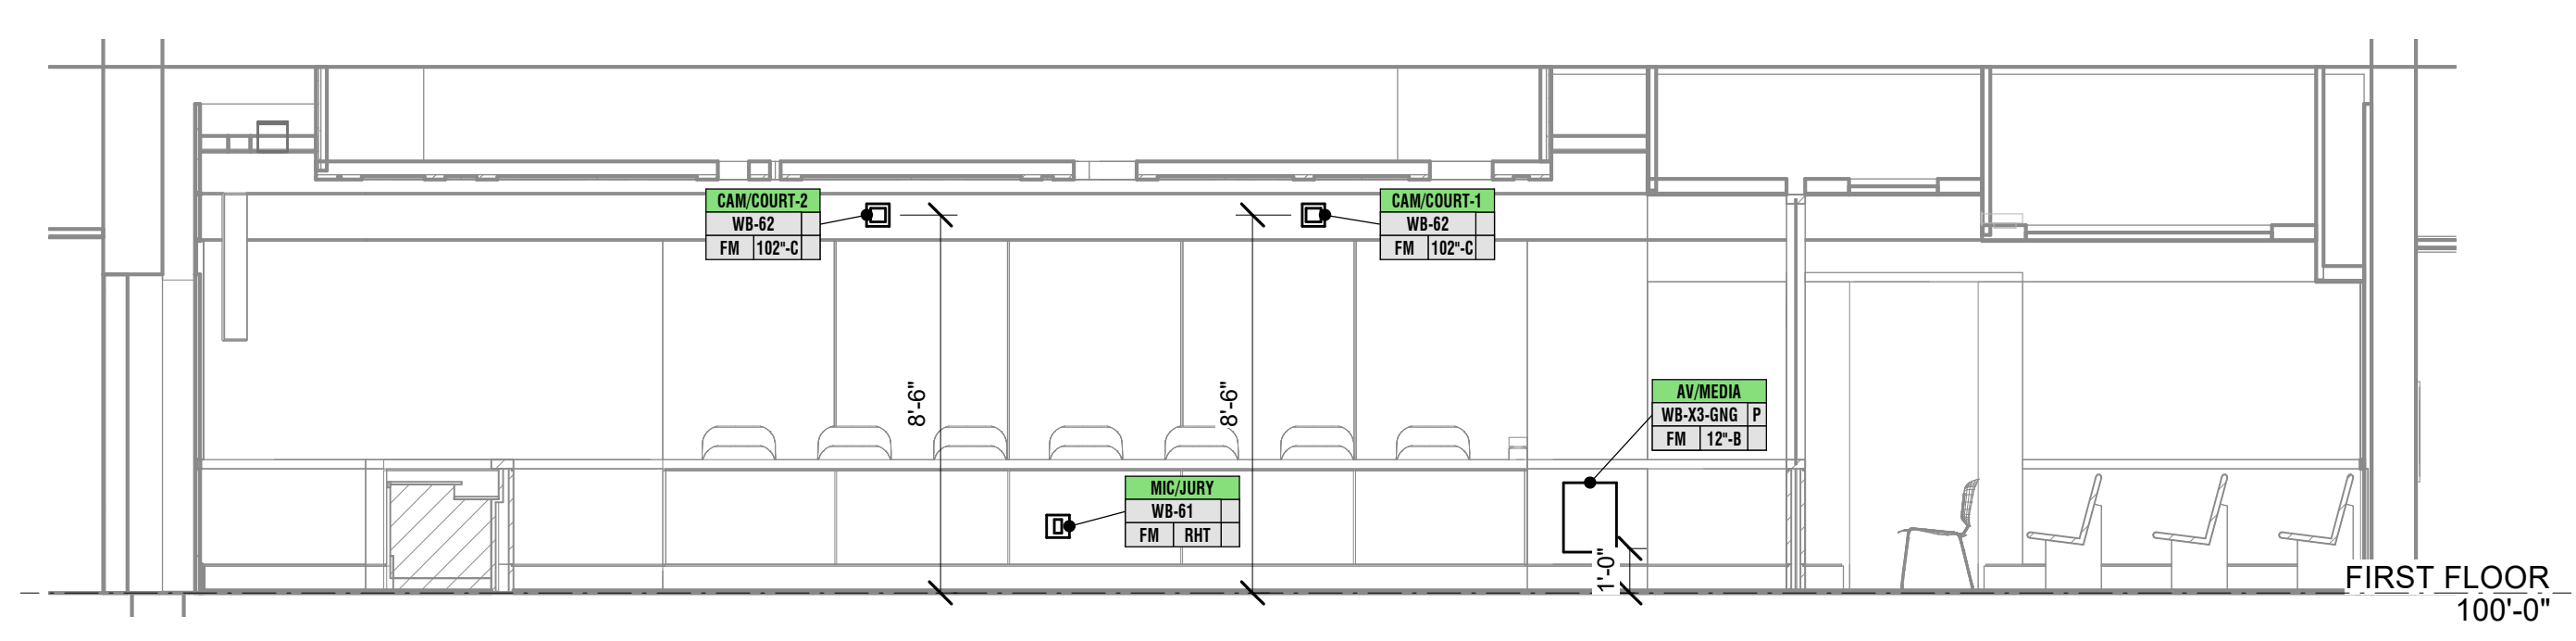 CAM/COURT-2
WB-62
FM 102"-C
CAM/COURT-1
WB-62
FM 102"-C
8'-6"
8'-6"
AV/MEDIA
WB-X3-GNG P
FM 12"-B
MIC/JURY
WB-61
FM RHT
1'-0"
FIRST FLOOR
100'-0"